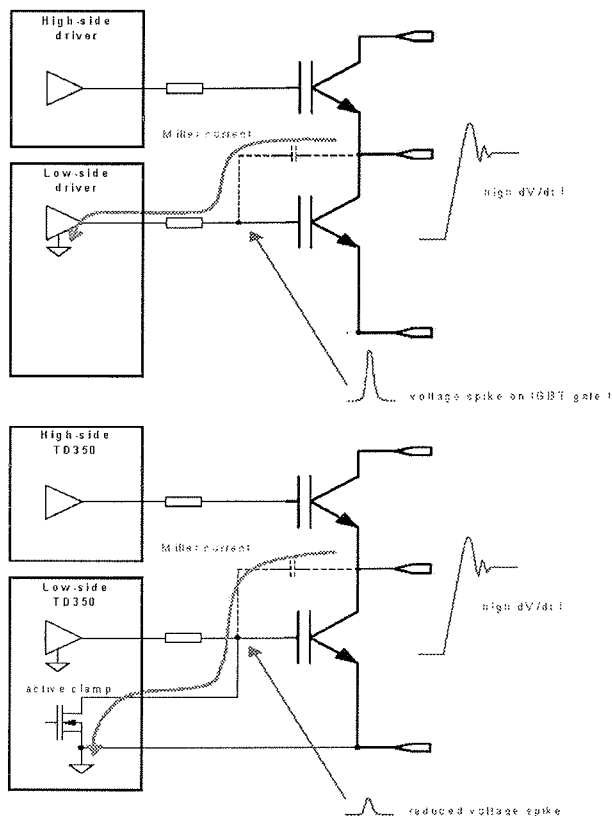 High-side
driver
Miller current
Low-side
driver
high dV/dt !
voltage spike on IGBT gate !
High-side
TD350
Miller current
Low-side
TD350
high dV/dt !
active clamp
reduced voltage spike